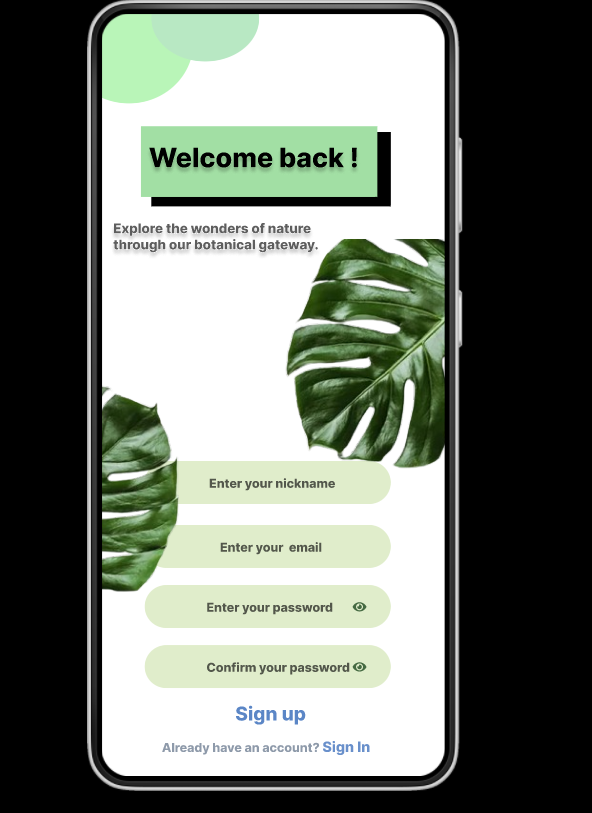 Welcome back !
Explore the wonders of nature
through our botanical gateway.
Enter your nickname
Enter your  email
Enter your password
Confirm your password
Sign up
Already have an account? Sign In